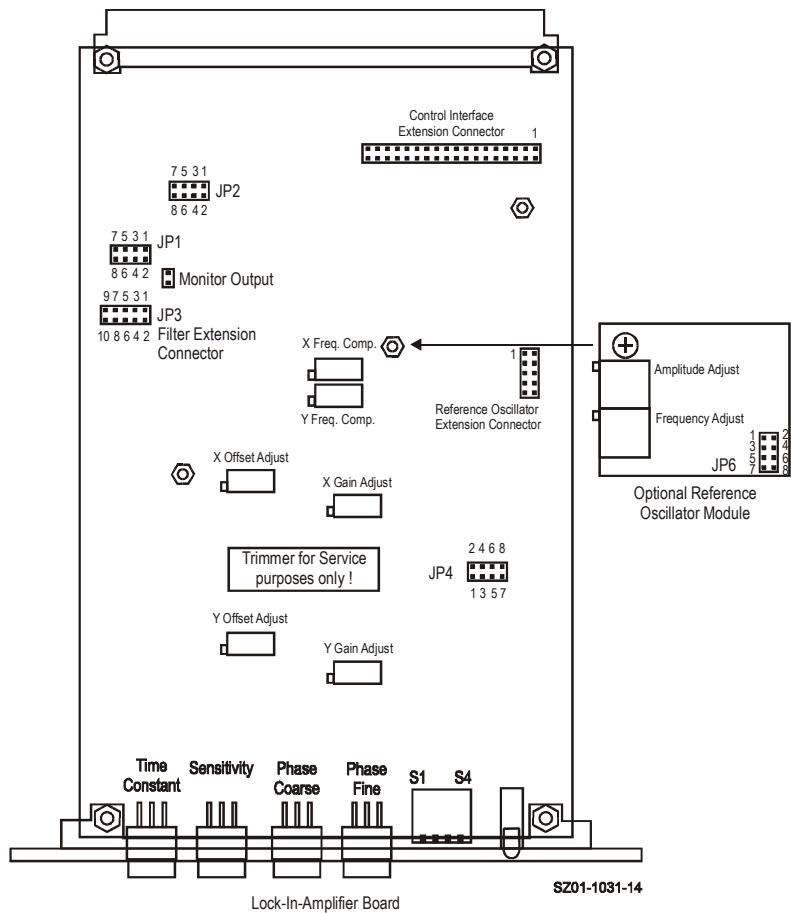 Control Interface
Extension Connector
1
7 5 3 1
JP2
8 6 4 2
7 5 3 1
JP1
8 6 4 2
Monitor Output
9 7 5 3 1
JP3
10 8 6 4 2
Filter Extension
Connector
X Freq. Comp.
Y Freq. Comp.
1
Reference Oscillator
Extension Connector
Amplitude Adjust
Frequency Adjust
1 2
3 4
5 6
7 8
JP6
Optional Reference
Oscillator Module
X Offset Adjust
X Gain Adjust
Trimmer for Service
purposes only !
2 4 6 8
JP4
1 3 5 7
Y Offset Adjust
Y Gain Adjust
Time
Constant
Sensitivity
Phase
Coarse
Phase
Fine
S1 S4
SZ01-1031-14
Lock-In-Amplifier Board